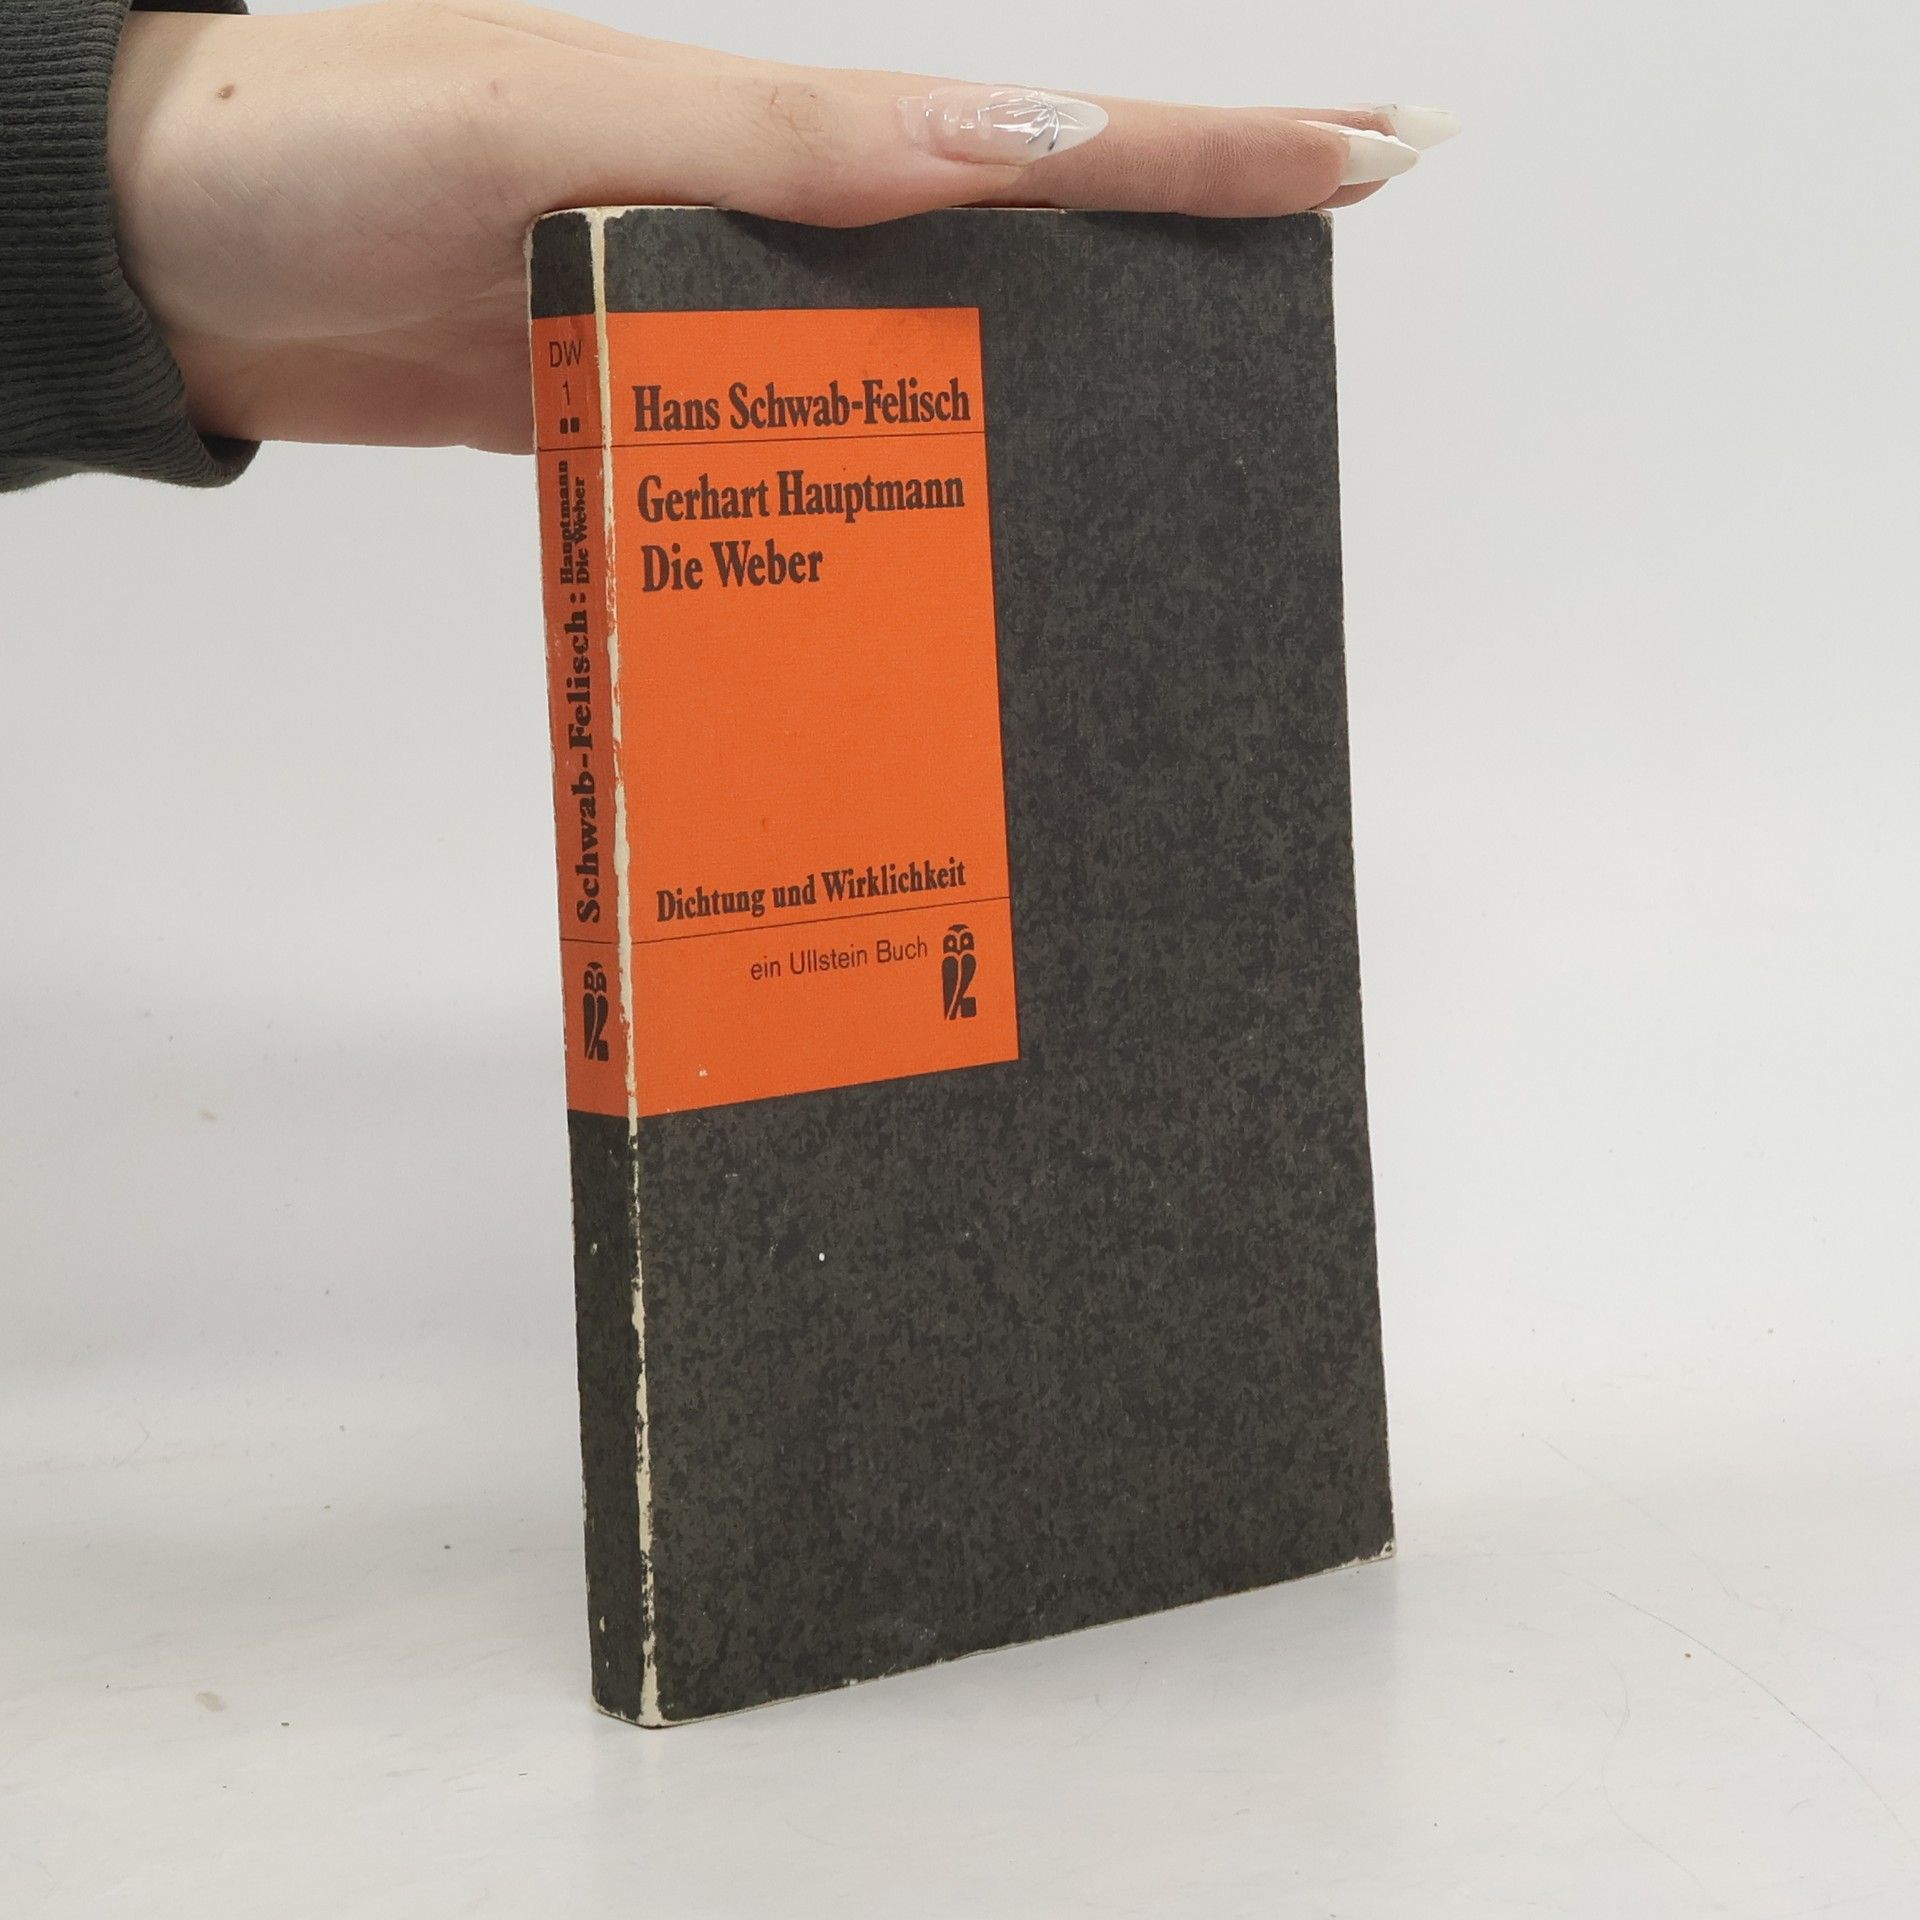 DW
1
Schwab-Felisch: Hauptmann
Die Weber
Hans Schwab-Felisch
Gerhart Hauptmann
Die Weber
Dichtung und Wirklichkeit
ein Ullstein Buch